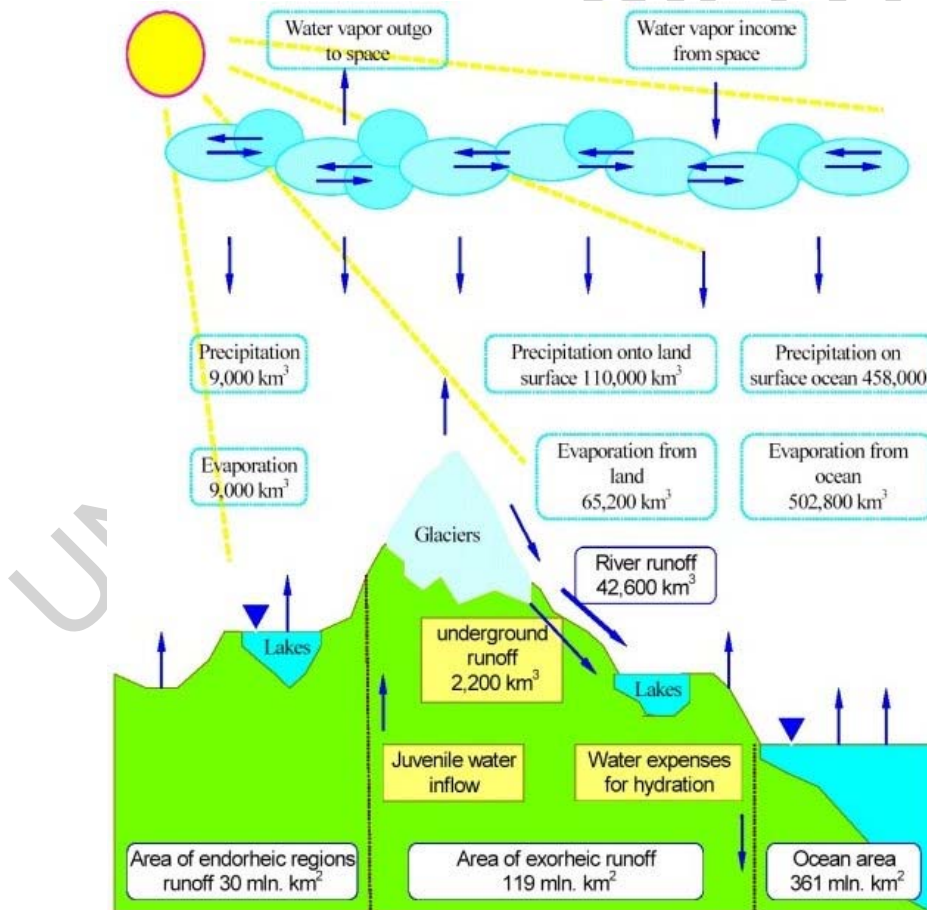 Water vapor outgo
to space
Water vapor income
from space
Precipitation
9,000 km³
Precipitation onto land
surface 110,000 km³
Precipitation on
surface ocean 458,000
Evaporation
9,000 km³
Evaporation from
land
65,200 km³
Evaporation from
ocean
502,800 km³
Glaciers
River runoff
42,600 km³
Lakes
underground
runoff
2,200 km³
Lakes
Juvenile water
inflow
Water expenses
for hydration
Area of endorheic regions
runoff 30 mln. km²
Area of exorheic runoff
119 mln. km²
Ocean area
361 mln. km²